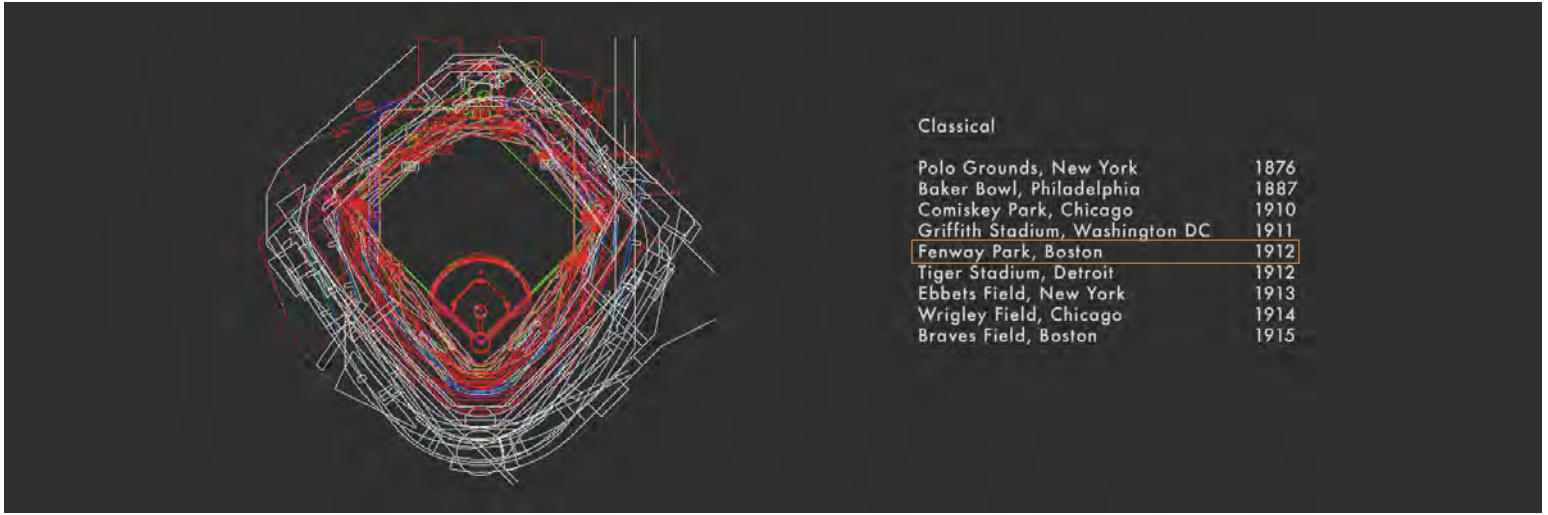 Classical
Polo Grounds, New York 1876
Baker Bowl, Philadelphia 1887
Comiskey Park, Chicago 1910
Griffith Stadium, Washington DC 1911
Fenway Park, Boston 1912
Tiger Stadium, Detroit 1912
Ebbets Field, New York 1913
Wrigley Field, Chicago 1914
Braves Field, Boston 1915